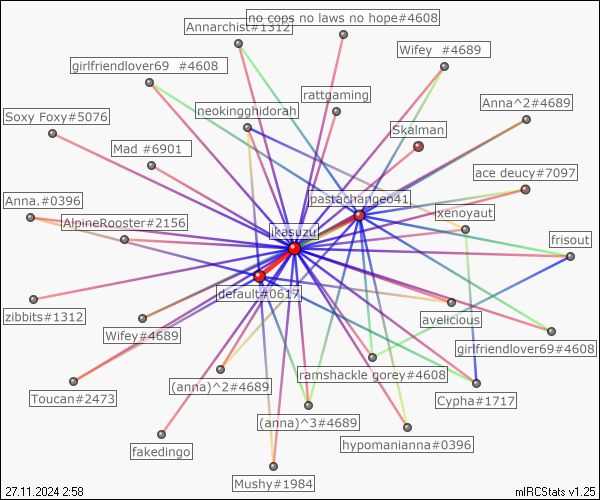 no cops no laws no hope#4608
Annarchist#1312
Wifey  #4689
girlfriendlover69  #4608
rattgaming
Anna^2#4689
neokingghidorah
Soxy Foxy#5076
Skalman
Mad #6901
ace deucy#7097
pastachangeo41
Anna.#0396
xenoyaut
AlpineRooster#2156
ikasuzu
frisout
default#0617
zibbits#1312
avelicious
Wifey#4689
girlfriendlover69#4608
ramshackle gorey#4608
(anna)^2#4689
Toucan#2473
Cypha#1717
(anna)^3#4689
hypomanianna#0396
fakedingo
Mushy#1984
27.11.2024 2:58
mIRCStats v1.25